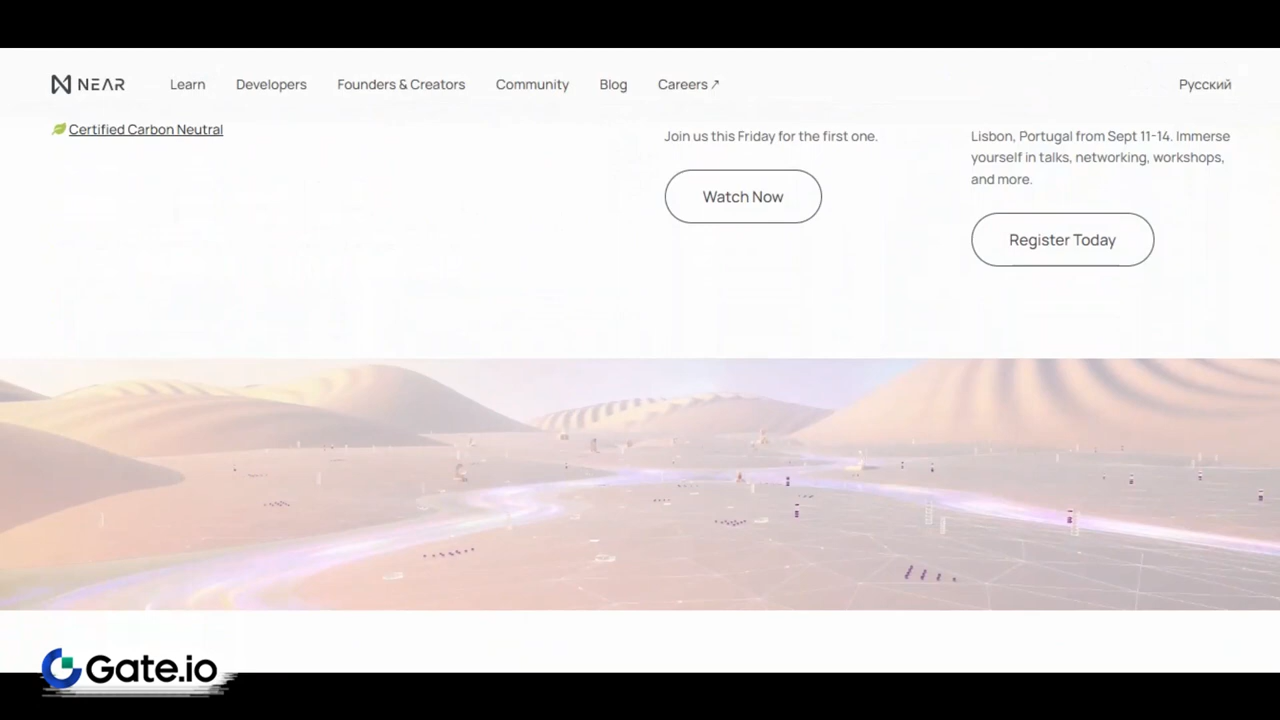 NEAR
Learn
Developers
Founders & Creators
Community
Blog
Careers ↗
Русский
Certified Carbon Neutral
Join us this Friday for the first one.
Watch Now
Lisbon, Portugal from Sept 11-14. Immerse
yourself in talks, networking, workshops,
and more.
Register Today
Gate.io